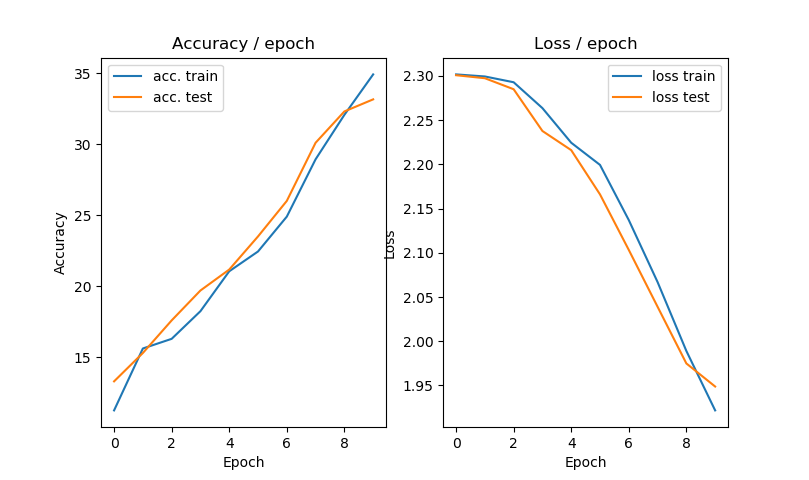 Accuracy / epoch
acc. train
acc. test
35
30
25
20
15
Accuracy
0 2 4 6 8
Epoch
Loss / epoch
loss train
loss test
2.30
2.25
2.20
2.15
2.10
2.05
2.00
1.95
Loss
0 2 4 6 8
Epoch